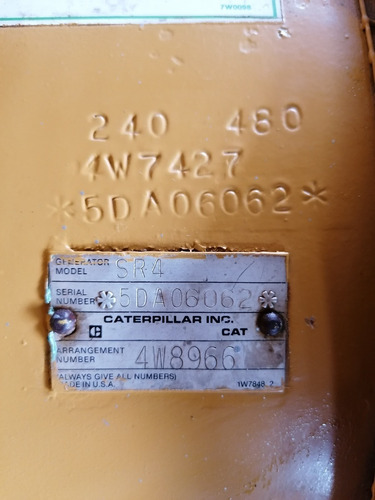 7W0086
240 480
4W7427
*5DA06062*
GENERATOR
MODEL SR4
SERIAL
NUMBER *5DA06062*
CATERPILLAR INC.
C CAT
ARRANGEMENT
NUMBER 4W8966
(ALWAYS GIVE ALL NUMBERS)
MADE IN U.S.A. 1W7848 2